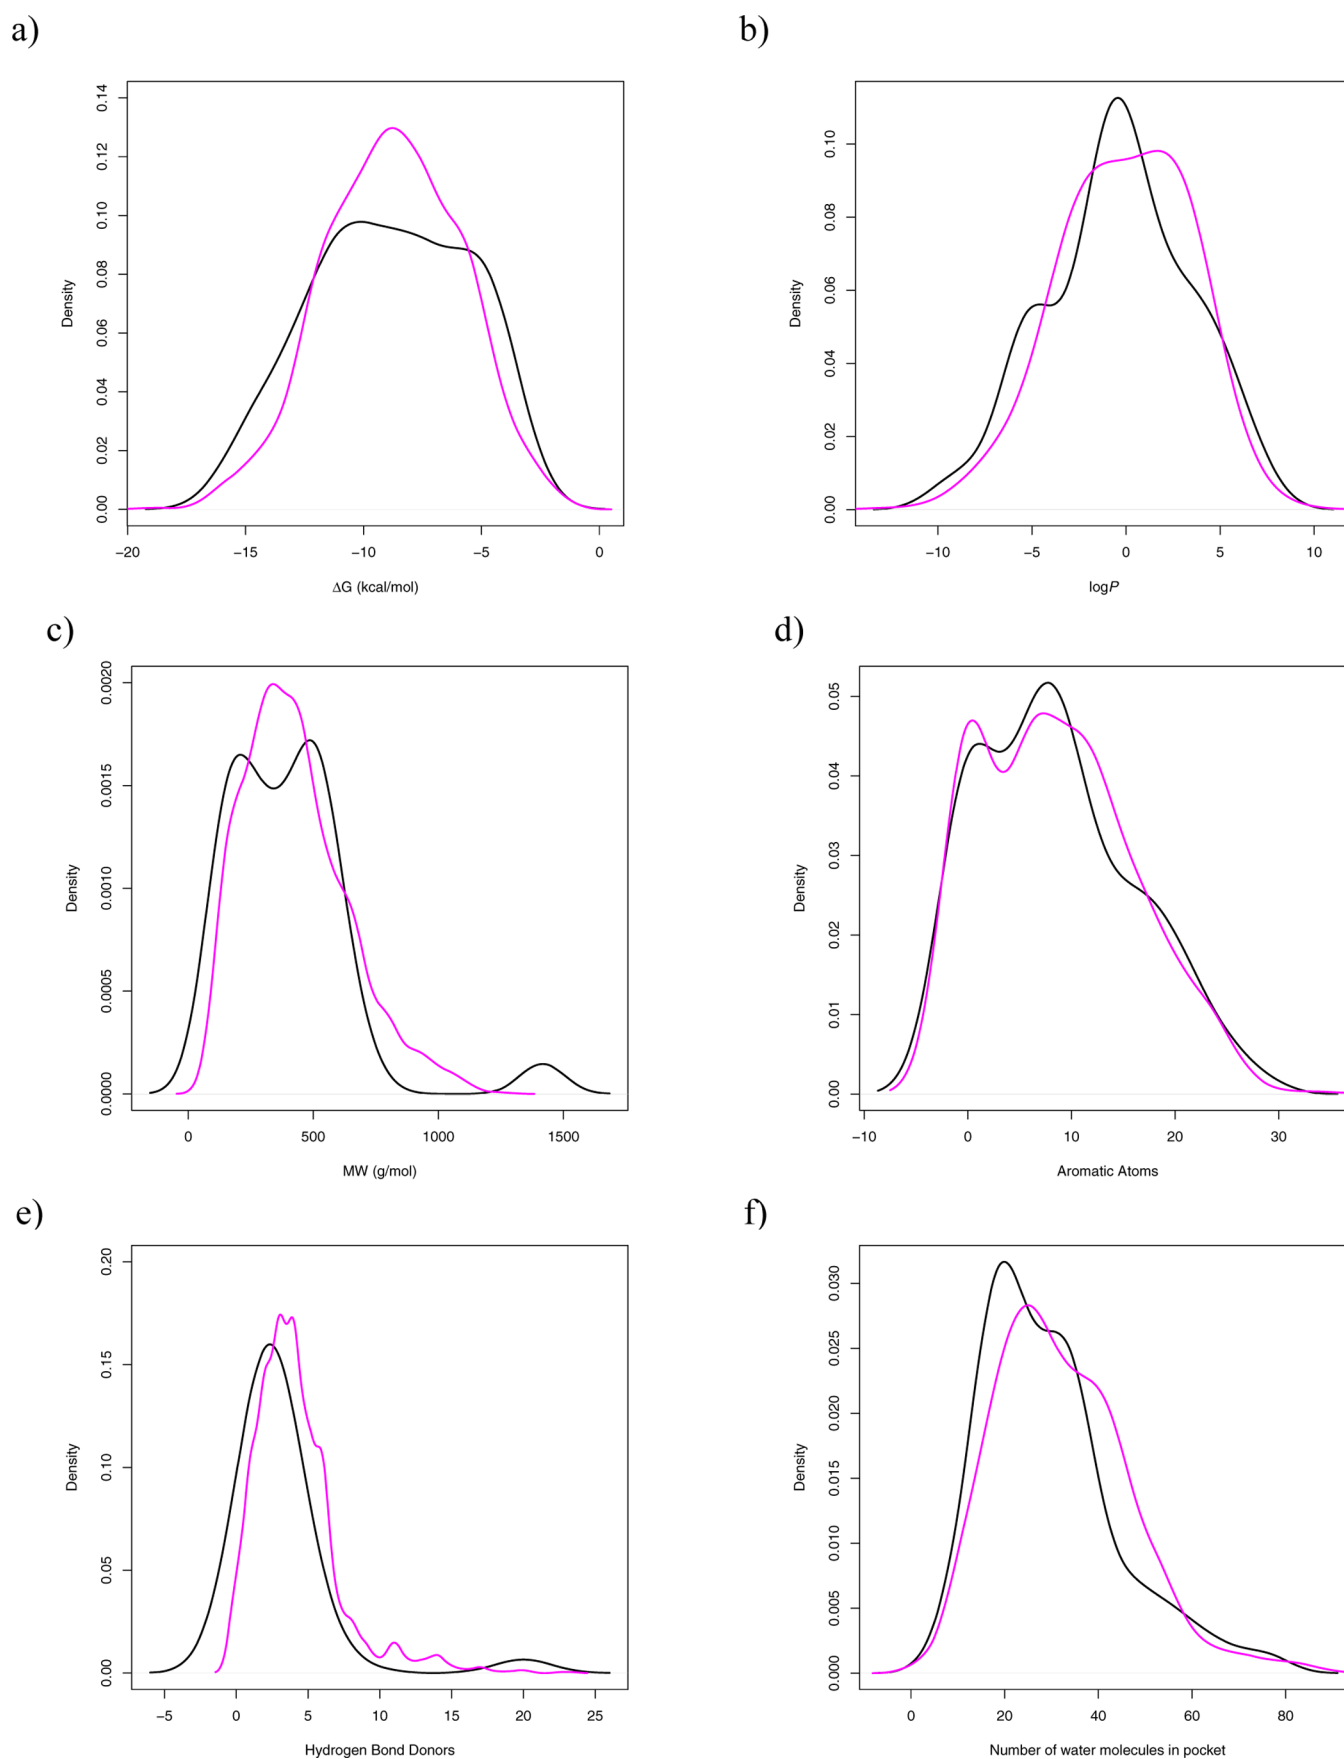 a)
b)
0.14
0.12
0.10
0.08
0.06
0.04
0.02
0.00
Density
−20 −15 −10 −5 0
ΔG (kcal/mol)
0.10
0.08
0.06
0.04
0.02
0.00
Density
−10 −5 0 5 10
logP
c)
d)
0.0020
0.0015
0.0010
0.0005
0.0000
Density
0 500 1000 1500
MW (g/mol)
0.05
0.04
0.03
0.02
0.01
0.00
Density
−10 0 10 20 30
Aromatic Atoms
e)
f)
0.20
0.15
0.10
0.05
0.00
Density
−5 0 5 10 15 20 25
Hydrogen Bond Donors
0.030
0.025
0.020
0.015
0.010
0.005
0.000
Density
0 20 40 60 80
Number of water molecules in pocket